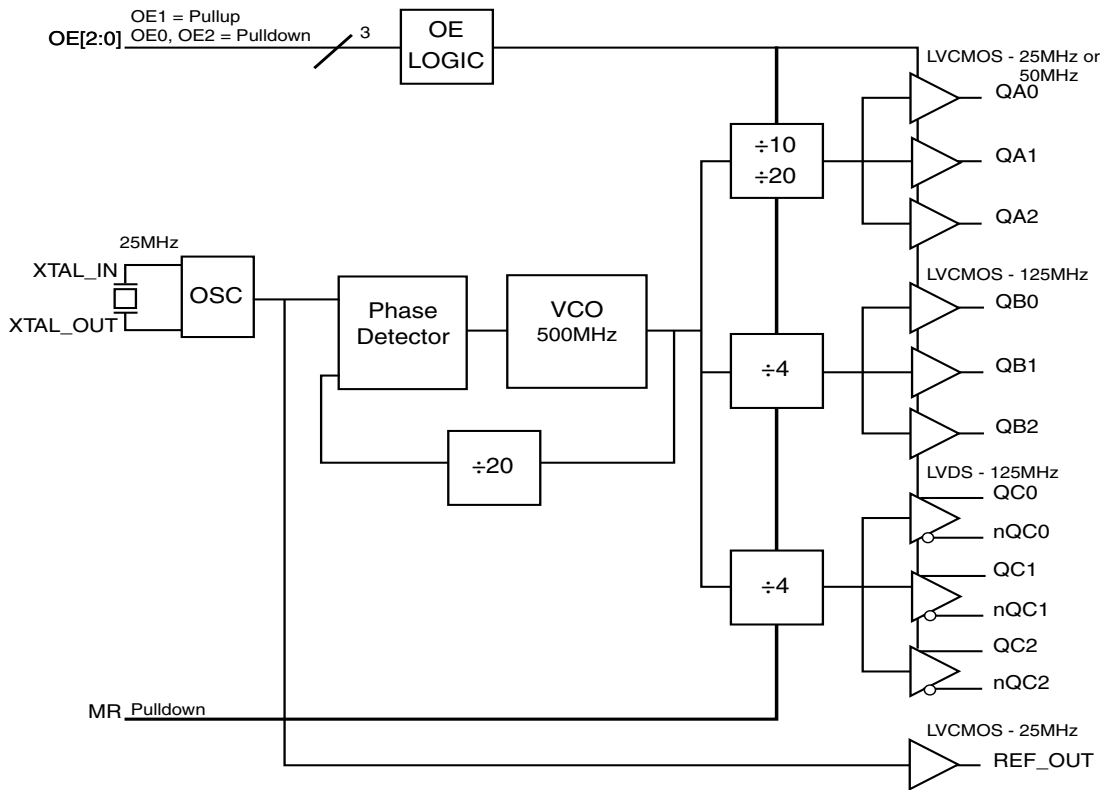 OE1 = Pullup
OE[2:0]
OE0, OE2 = Pulldown
3
OE
LOGIC
LVCMOS - 25MHz or
50MHz
QA0
÷10
÷20
QA1
QA2
25MHz
XTAL_IN
XTAL_OUT
OSC
Phase
Detector
VCO
500MHz
÷20
LVCMOS - 125MHz
QB0
÷4
QB1
QB2
LVDS - 125MHz
QC0
nQC0
÷4
QC1
nQC1
QC2
nQC2
MR
Pulldown
LVCMOS - 25MHz
REF_OUT